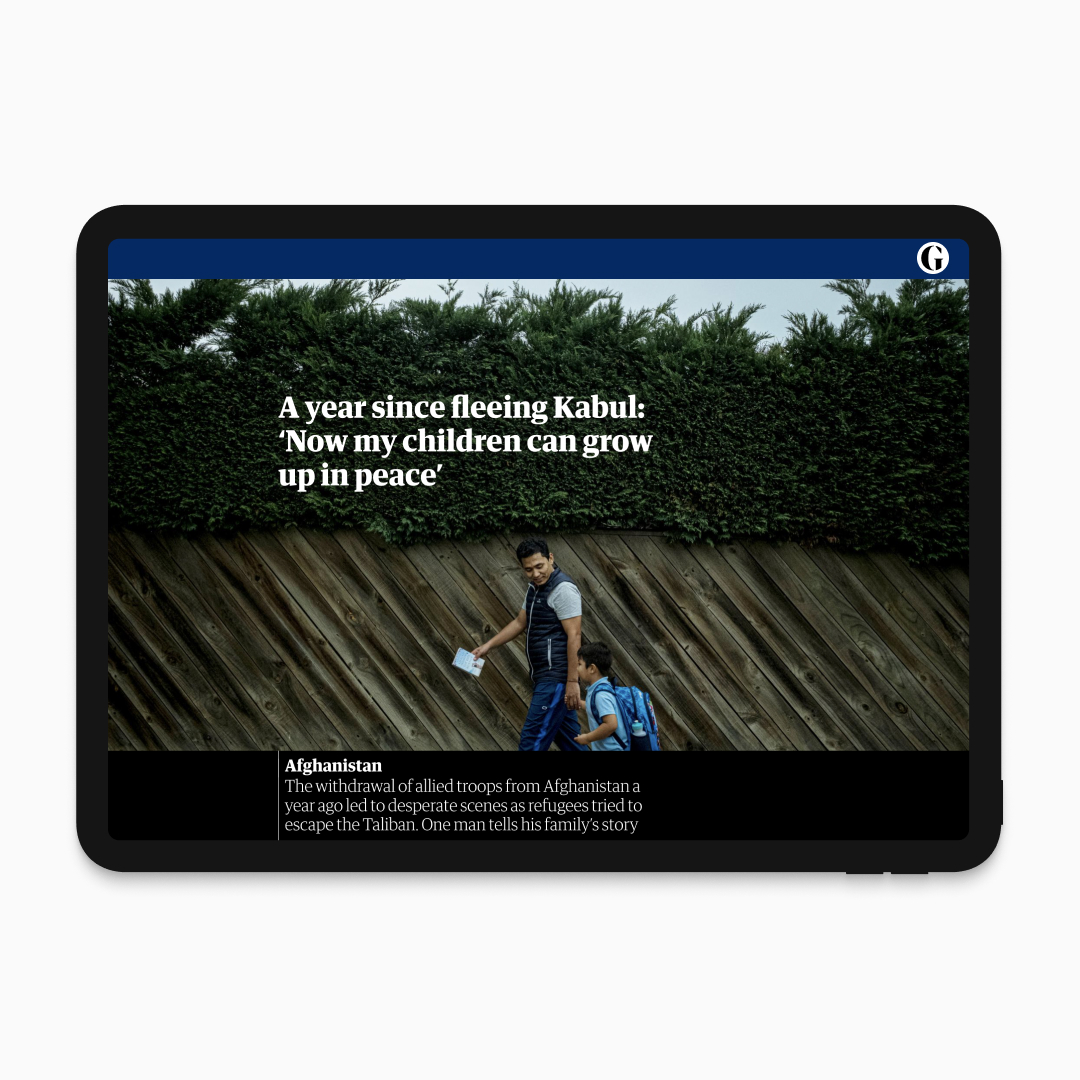 G
A year since fleeing Kabul:
‘Now my children can grow
up in peace’
Afghanistan
The withdrawal of allied troops from Afghanistan a
year ago led to desperate scenes as refugees tried to
escape the Taliban. One man tells his family’s story